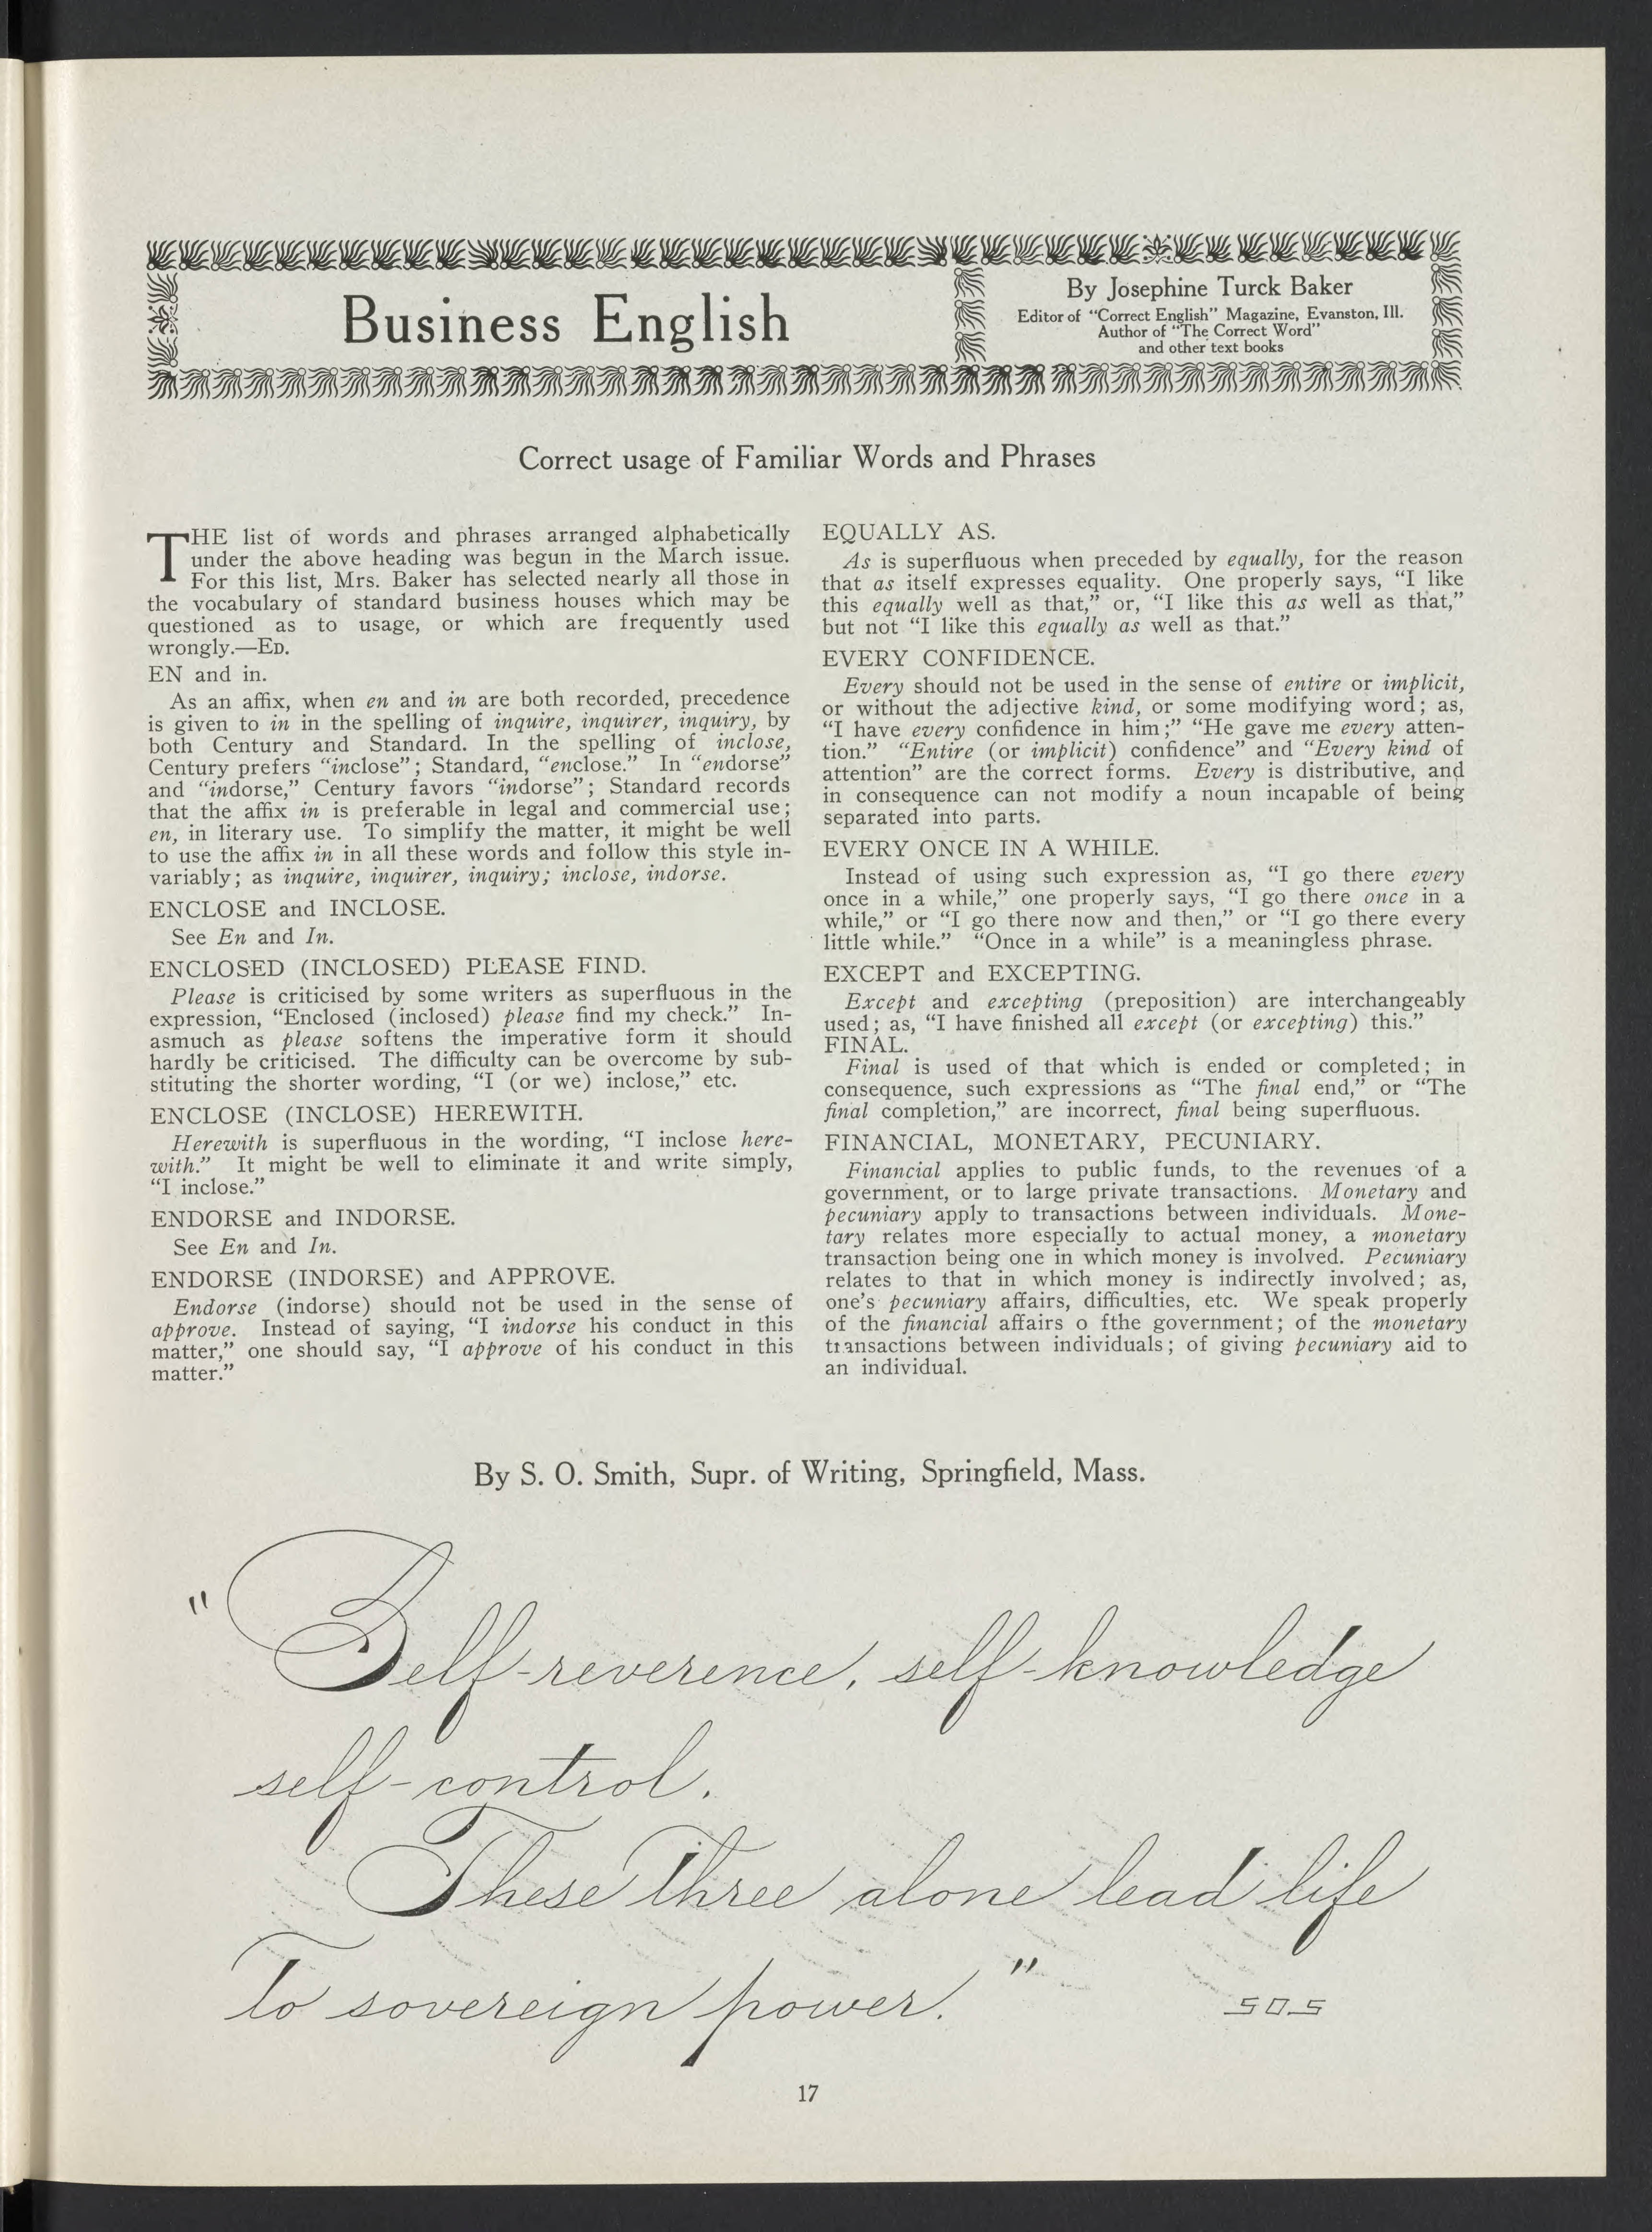 Business English
By Josephine Turck Baker
Editor of "Correct English" Magazine, Evanston, Ill.
Author of "The Correct Word"
and other text books
Correct usage of Familiar Words and Phrases
THE list of words and phrases arranged alphabetically
under the above heading was begun in the March issue.
For this list, Mrs. Baker has selected nearly all those in
the vocabulary of standard business houses which may be
questioned as to usage, or which are frequently used
wrongly.—ED.
EN and in.
As an affix, when en and in are both recorded, precedence
is given to in in the spelling of inquire, inquirer, inquiry, by
both Century and Standard. In the spelling of inclose,
Century prefers "inclose"; Standard, "enclose." In "endorse"
and "indorse," Century favors "indorse"; Standard records
that the affix in is preferable in legal and commercial use;
en, in literary use. To simplify the matter, it might be well
to use the affix in in all these words and follow this style in-
variably; as inquire, inquirer, inquiry; inclose, indorse.
ENCLOSE and INCLOSE.
See En and In.
ENCLOSED (INCLOSED) PLEASE FIND.
Please is criticised by some writers as superfluous in the
expression, "Enclosed (inclosed) please find my check." In-
asmuch as please softens the imperative form it should
hardly be criticised. The difficulty can be overcome by sub-
stituting the shorter wording, "I (or we) inclose," etc.
ENCLOSE (INCLOSE) HEREWITH.
Herewith is superfluous in the wording, "I inclose here-
with." It might be well to eliminate it and write simply,
"I inclose."
ENDORSE and INDORSE.
See En and In.
ENDORSE (INDORSE) and APPROVE.
Endorse (indorse) should not be used in the sense of
approve. Instead of saying, "I indorse his conduct in this
matter," one should say, "I approve of his conduct in this
matter."
EQUALLY AS.
As is superfluous when preceded by equally, for the reason
that as itself expresses equality. One properly says, "I like
this equally well as that," or, "I like this as well as that,"
but not "I like this equally as well as that."
EVERY CONFIDENCE.
Every should not be used in the sense of entire or implicit,
or without the adjective kind, or some modifying word; as,
"I have every confidence in him;" "He gave me every atten-
tion." "Entire (or implicit) confidence" and "Every kind of
attention" are the correct forms. Every is distributive, and
in consequence can not modify a noun incapable of being
separated into parts.
EVERY ONCE IN A WHILE.
Instead of using such expression as, "I go there every
once in a while," one properly says, "I go there once in a
while," or "I go there now and then," or "I go there every
little while." "Once in a while" is a meaningless phrase.
EXCEPT and EXCEPTING.
Except and excepting (preposition) are interchangeably
used; as, "I have finished all except (or excepting) this."
FINAL.
Final is used of that which is ended or completed; in
consequence, such expressions as "The final end," or "The
final completion," are incorrect, final being superfluous.
FINANCIAL, MONETARY, PECUNIARY.
Financial applies to public funds, to the revenues of a
government, or to large private transactions. Monetary and
pecuniary apply to transactions between individuals. Mone-
tary relates more especially to actual money, a monetary
transaction being one in which money is involved. Pecuniary
relates to that in which money is indirectly involved; as,
one's pecuniary affairs, difficulties, etc. We speak properly
of the financial affairs o fthe government; of the monetary
transactions between individuals; of giving pecuniary aid to
an individual.
By S. O. Smith, Supr. of Writing, Springfield, Mass.
"Self-reverence, self-knowledge
self-control.
These three alone lead life
To sovereign power."
SOS
17